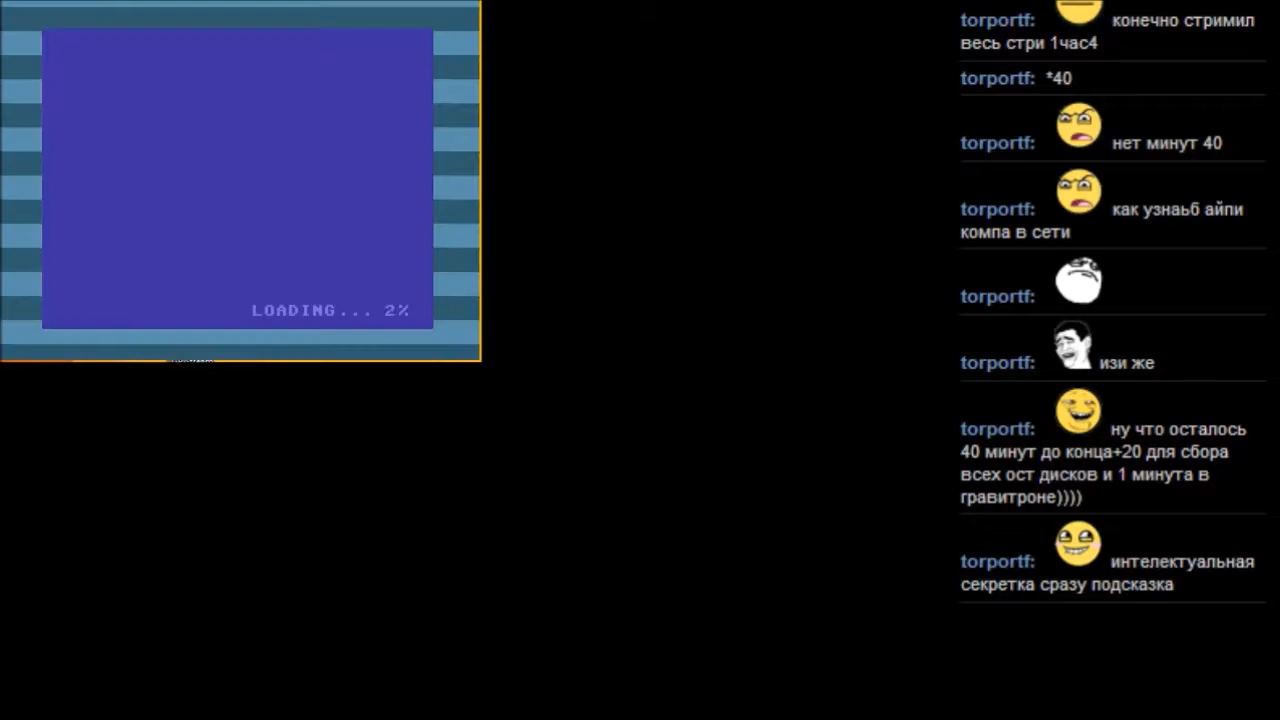 LOADING... 2%
torportf: конечно стримил
весь стри 1час4
torportf: *40
torportf: нет минут 40
torportf: как узнаьб айпи
компа в сети
torportf:
torportf: изи же
torportf: ну что осталось
40 минут до конца+20 для сбора
всех ост дисков и 1 минута в
гравитроне))))
torportf: интелектуальная
секретка сразу подсказка